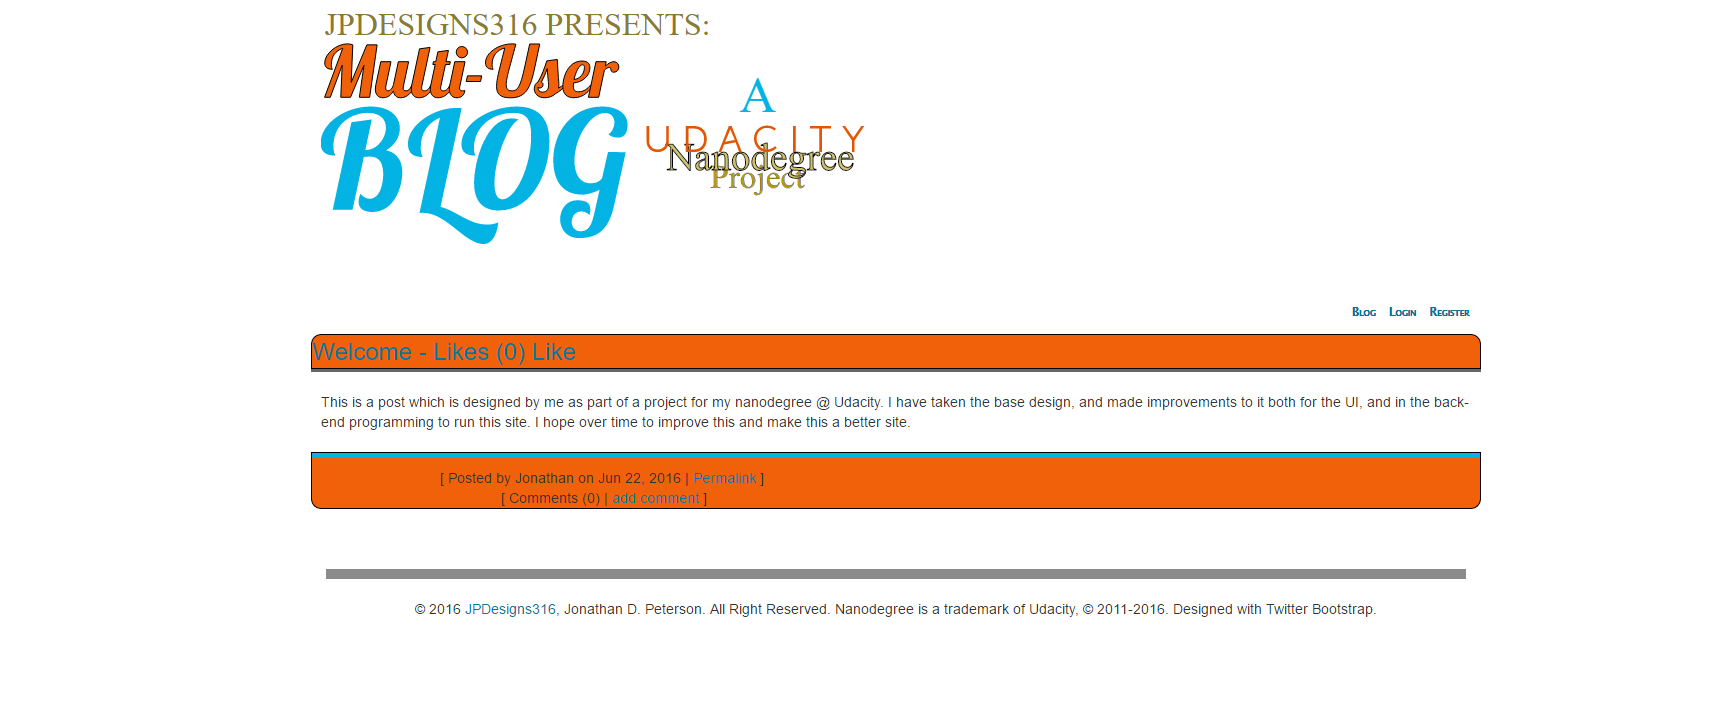 JPDESIGNS316 PRESENTS:
Multi-User
BLOG
A
UDACITY
Nanodegree
Project
Blog Login Register
Welcome - Likes (0) Like
This is a post which is designed by me as part of a project for my nanodegree @ Udacity. I have taken the base design, and made improvements to it both for the UI, and in the back-
end programming to run this site. I hope over time to improve this and make this a better site.
[ Posted by Jonathan on Jun 22, 2016 | Permalink ]
[ Comments (0) | add comment ]
© 2016 JPDesigns316, Jonathan D. Peterson. All Right Reserved. Nanodegree is a trademark of Udacity, © 2011-2016. Designed with Twitter Bootstrap.